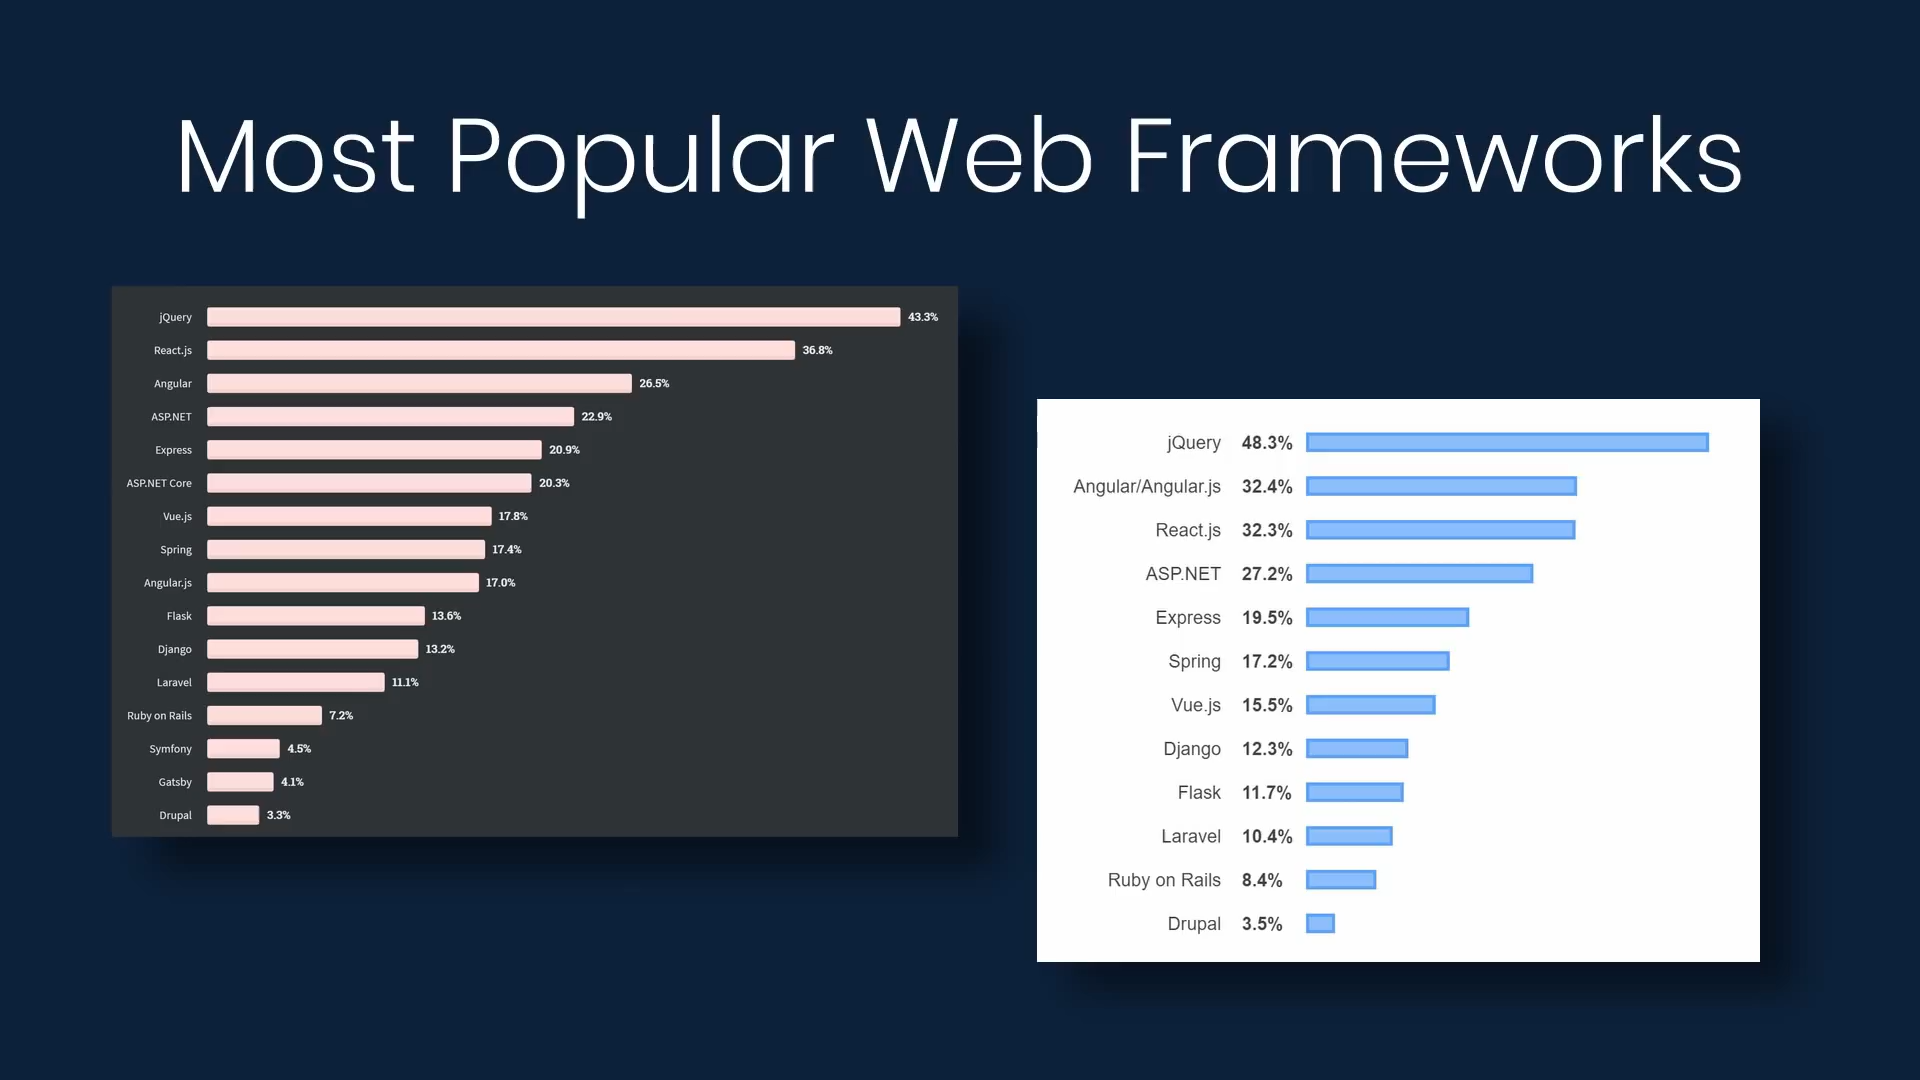 Most Popular Web Frameworks
jQuery 43.3%
React.js 36.8%
Angular 26.5%
ASP.NET 22.9%
Express 20.9%
ASP.NET Core 20.3%
Vue.js 17.8%
Spring 17.4%
Angular.js 17.0%
Flask 13.6%
Django 13.2%
Laravel 11.1%
Ruby on Rails 7.2%
Symfony 4.5%
Gatsby 4.1%
Drupal 3.3%
jQuery 48.3%
Angular/Angular.js 32.4%
React.js 32.3%
ASP.NET 27.2%
Express 19.5%
Spring 17.2%
Vue.js 15.5%
Django 12.3%
Flask 11.7%
Laravel 10.4%
Ruby on Rails 8.4%
Drupal 3.5%